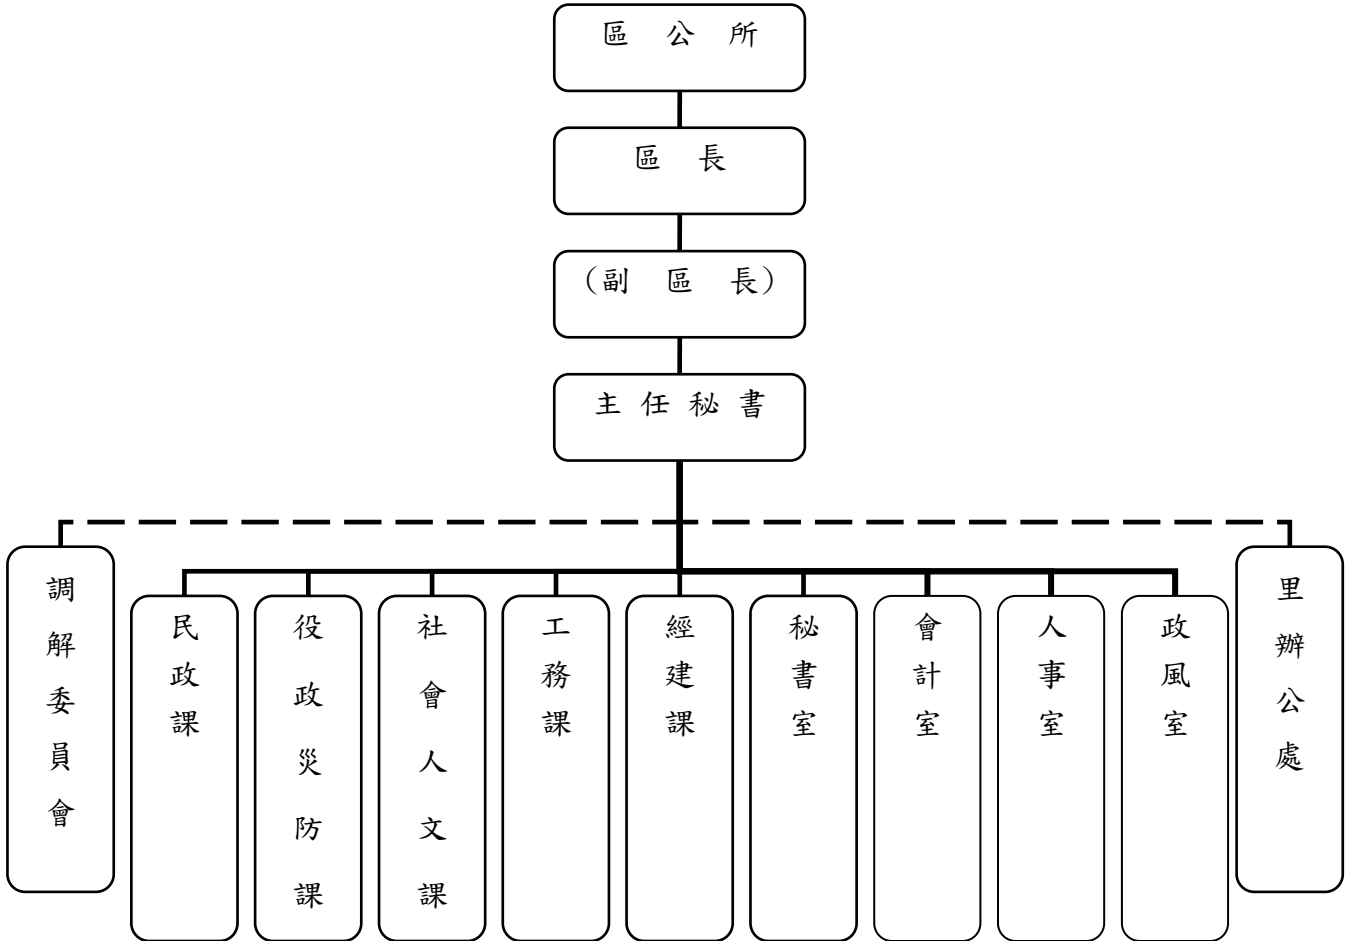 區公所
區長
(副區長)
主任秘書
調解委員會
民政課
役政災防課
社會人文課
工務課
經建課
秘書室
會計室
人事室
政風室
里辦公處